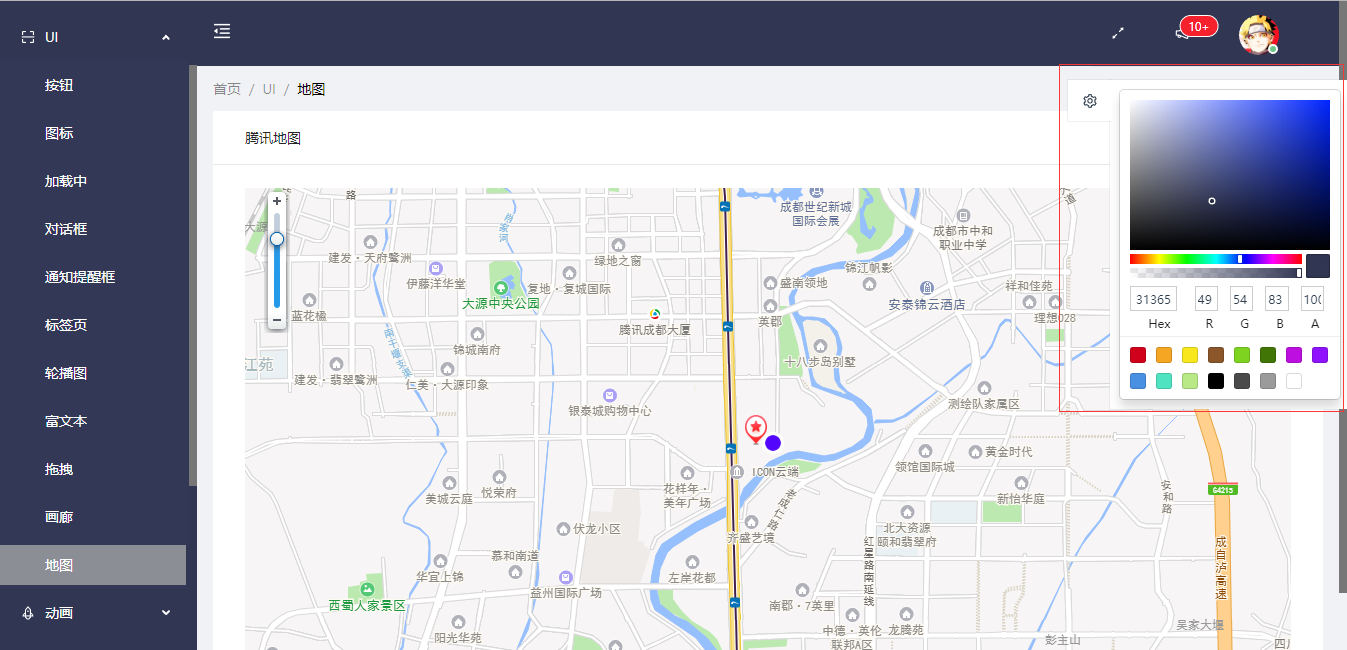 UI
10+
按钮
图标
加载中
对话框
通知提醒框
标签页
轮播图
富文本
拖拽
画廊
地图
动画
首页 / UI / 地图
腾讯地图
+
−
路
大源
洛家河
成都世纪新城
国际会展
成都市中和
职业中学
建发·天府鹭洲
绿地之窗
伊藤洋华堂
复地·复城国际
大源中央公园
锦江帆影
盛南领地
安泰锦云酒店
祥和佳苑
理想028
蓝花楹
腾讯成都大厦
英郡
锦城南府
十八步岛别墅
江苑
建发·翡翠鹭洲
仁美·大源印象
银泰城购物中心
测绘队家属区
ICON云端
领馆国际城
黄金时代
花样年·
美年广场
老成仁路
美城云庭
悦荣府
新怡华庭
安和路
G4215
伏龙小区
齐盛艺境
北大资源
颐和翡翠府
红星路南延线
成自泸高速
慕和南道
华宜上锦
左岸花都
益州国际广场
西蜀人家景区
南郡·7英里
阳光华苑
中德·英伦
联邦A区
龙腾苑
吴家大堰
彭主山
31365
49
54
83
Hex
R
G
B
A